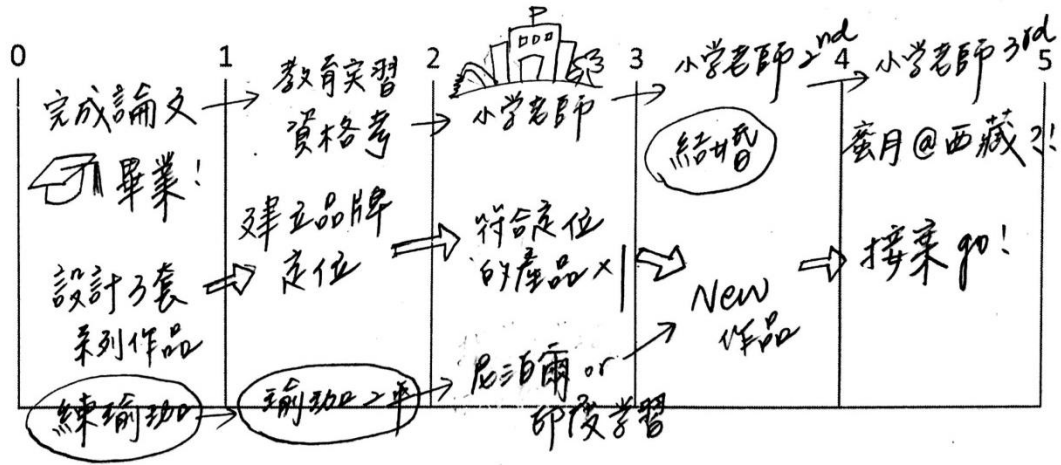 0 1 2 3 4 5
完成論文 → 教育実習
資格考 → 小学老師 → 小学老師 2nd → 小学老師 3rd
畢業!
結婚
蜜月@西藏?!
設計3套
系列作品
建立品牌
定位
符合定位
的產品×1
New
作品
接案 go!
練瑜珈
瑜珈2年
尼泊爾 or
印度学習